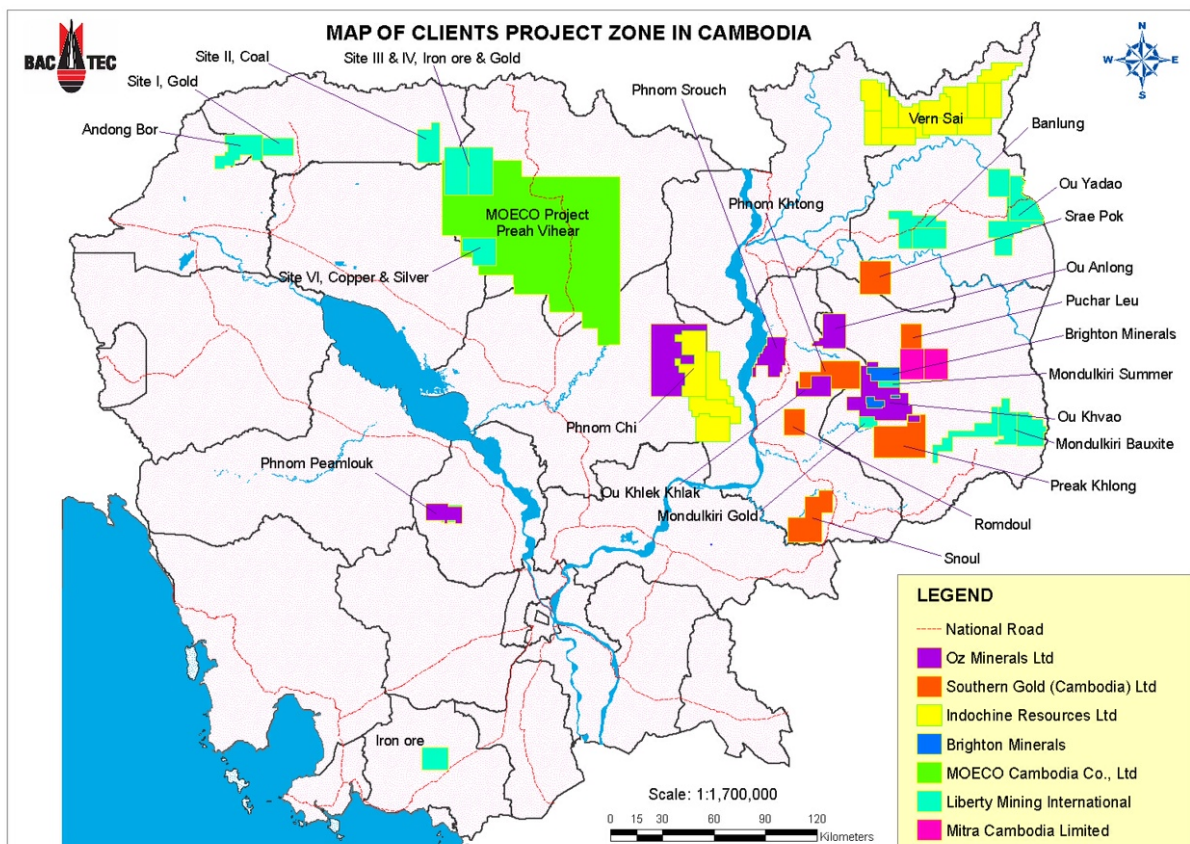 MAP OF CLIENTS PROJECT ZONE IN CAMBODIA
BAC TEC
N
W E
S
Site II, Coal
Site III & IV, Iron ore & Gold
Site I, Gold
Andong Bor
Phnom Srouch
Vern Sai
Banlung
Ou Yadao
Srae Pok
Phnom Khtong
MOECO Project
Preah Vihear
Site VI, Copper & Silver
Ou Anlong
Puchar Leu
Brighton Minerals
Mondulkiri Summer
Ou Khvao
Mondulkiri Bauxite
Preak Khlong
Phnom Chi
Phnom Peamlouk
Ou Khlek Khlak
Mondulkiri Gold
Romdoul
Snoul
Iron ore
LEGEND
National Road
Oz Minerals Ltd
Southern Gold (Cambodia) Ltd
Indochine Resources Ltd
Brighton Minerals
MOECO Cambodia Co., Ltd
Liberty Mining International
Mitra Cambodia Limited
Scale: 1:1,700,000
0 15 30 60 90 120
Kilometers